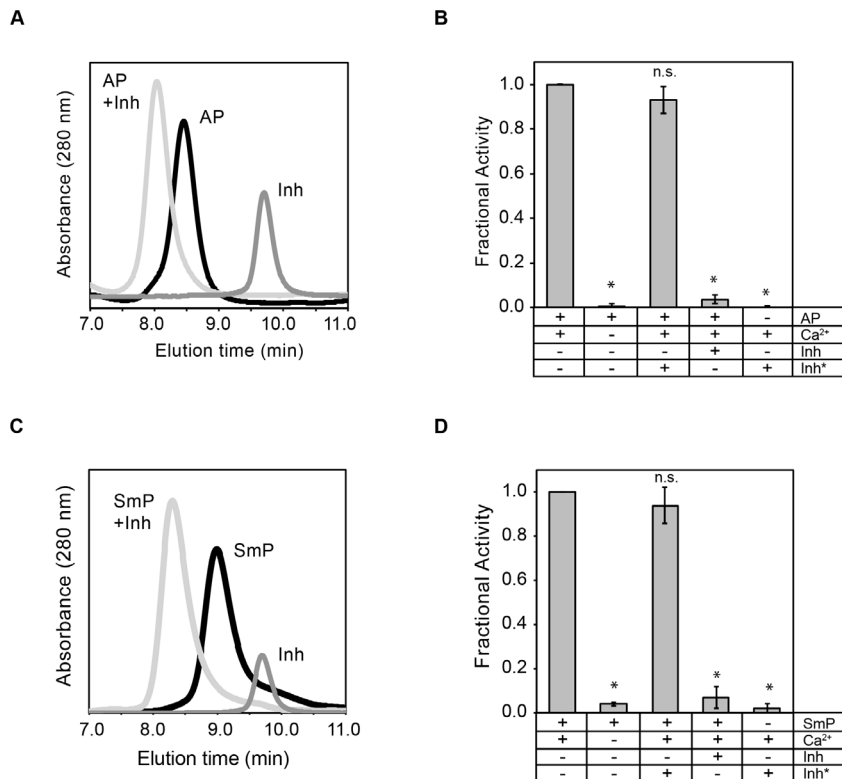 A
Absorbance (280 nm)
AP
+Inh
AP
Inh
7.0 8.0 9.0 10.0 11.0
Elution time (min)
B
Fractional Activity
1.0
0.8
0.6
0.4
0.2
0.0
n.s.
* * *
+ + + + - AP
+ - + + + Ca²⁺
- - - + - Inh
- - + - + Inh*
C
Absorbance (280 nm)
SmP
+Inh
SmP
Inh
7.0 8.0 9.0 10.0 11.0
Elution time (min)
D
Fractional Activity
1.0
0.8
0.6
0.4
0.2
0.0
n.s.
* * *
+ + + + - SmP
+ - + + + Ca²⁺
- - - + - Inh
- - + - + Inh*